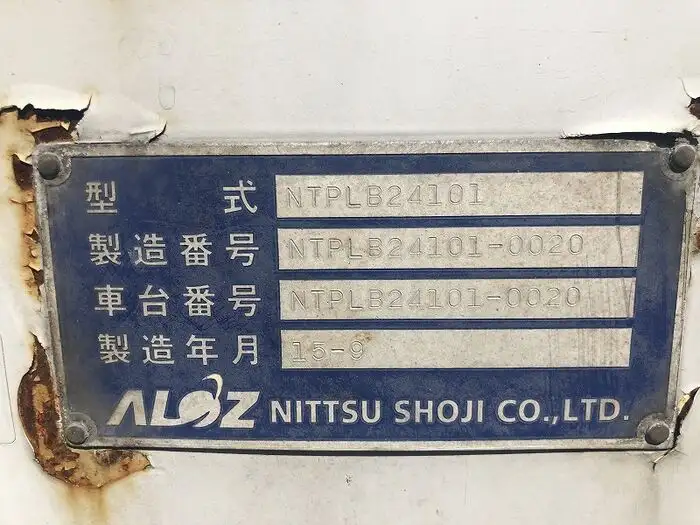 型式 NTPLB24101
製造番号 NTPLB24101-0020
車台番号 NTPLB24101-0020
製造年月 15-9
ALOZ NITTSU SHOJI CO.,LTD.